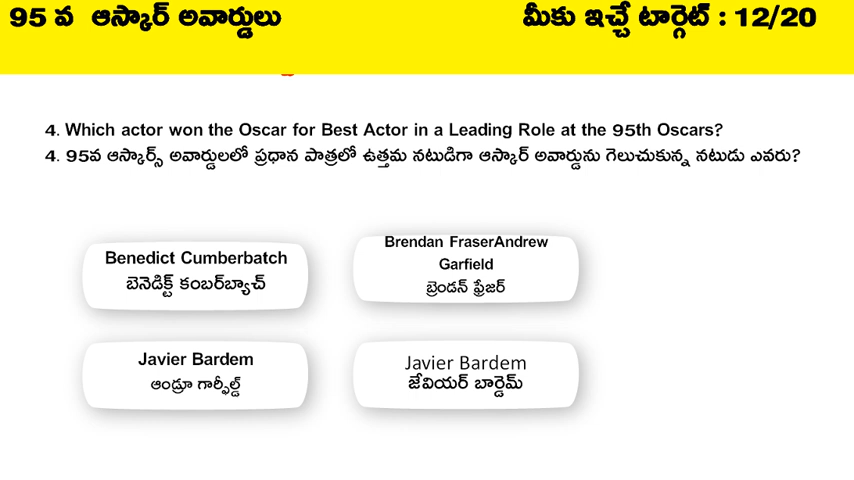 95 వ ఆస్కార్ అవార్డులు
మీకు ఇచ్చే టార్గెట్ : 12/20
4. Which actor won the Oscar for Best Actor in a Leading Role at the 95th Oscars?
4. 95వ ఆస్కార్స్ అవార్డులలో ప్రధాన పాత్రలో ఉత్తమ నటుడిగా ఆస్కార్ అవార్డును గెలుచుకున్న నటుడు ఎవరు?
Benedict Cumberbatch
బెనెడిక్ట్ కంబర్‌బ్యాచ్
Brendan FraserAndrew
Garfield
బ్రెండన్ ఫ్రేజర్
Javier Bardem
ఆండ్రూ గార్ఫీల్డ్
Javier Bardem
జేవియర్ బార్డెమ్